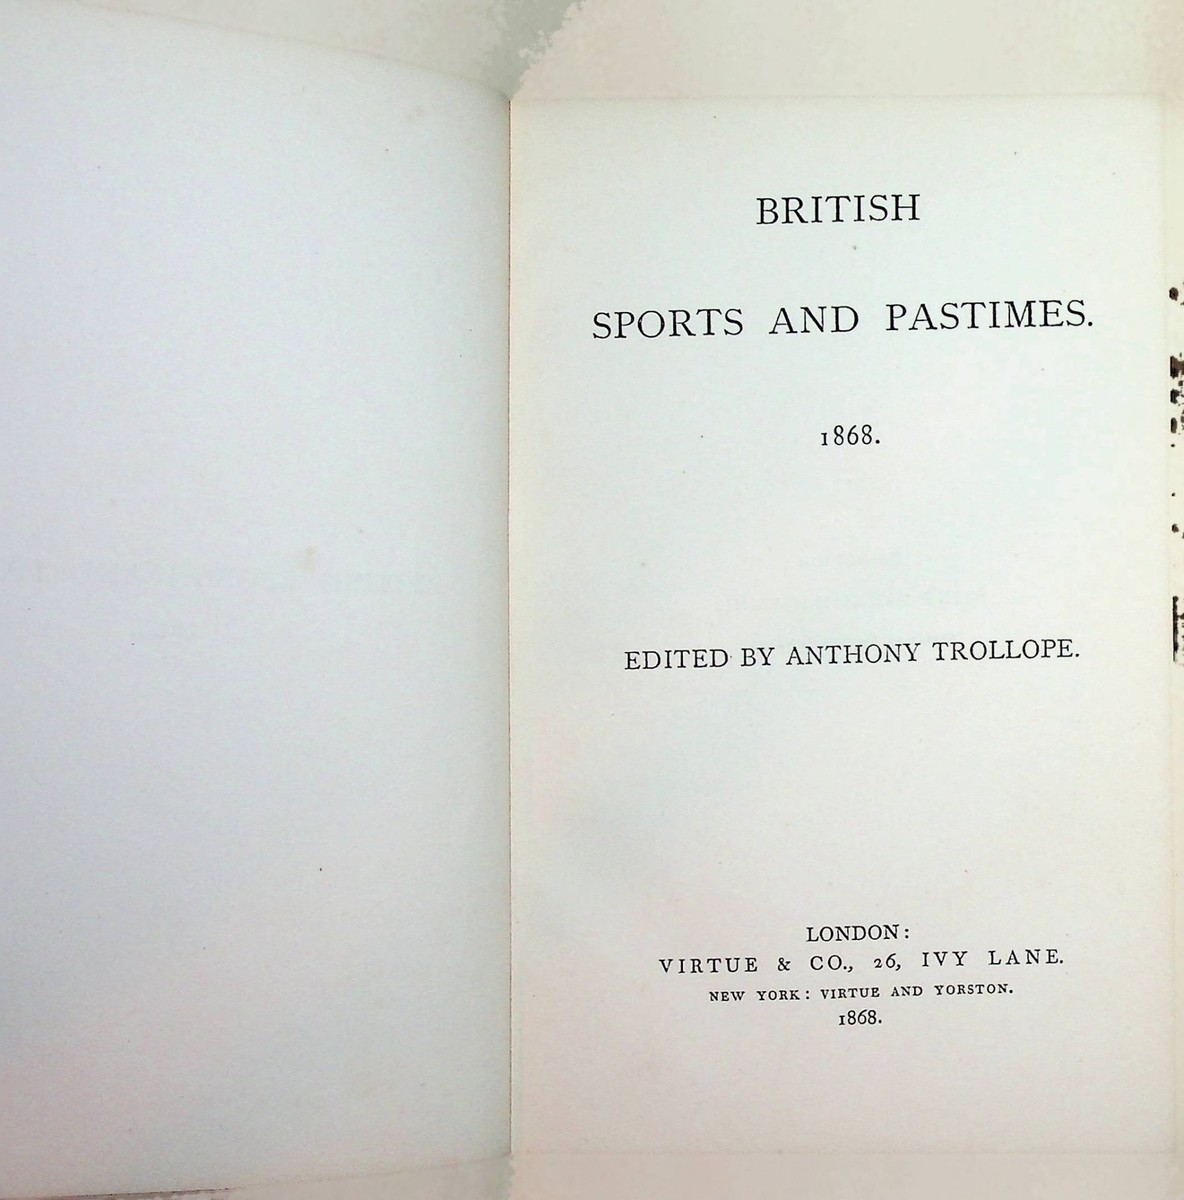 BRITISH
SPORTS AND PASTIMES.
1868.
EDITED BY ANTHONY TROLLOPE.
LONDON:
VIRTUE & CO., 26, IVY LANE.
NEW YORK: VIRTUE AND YORSTON.
1868.